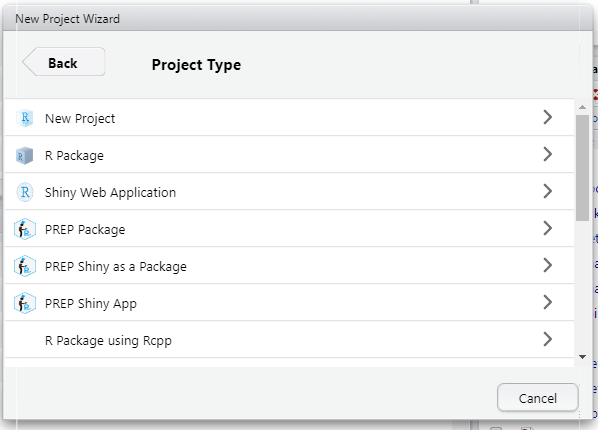 New Project Wizard
Back
Project Type
New Project
R Package
Shiny Web Application
PREP Package
PREP Shiny as a Package
PREP Shiny App
R Package using Rcpp
Cancel